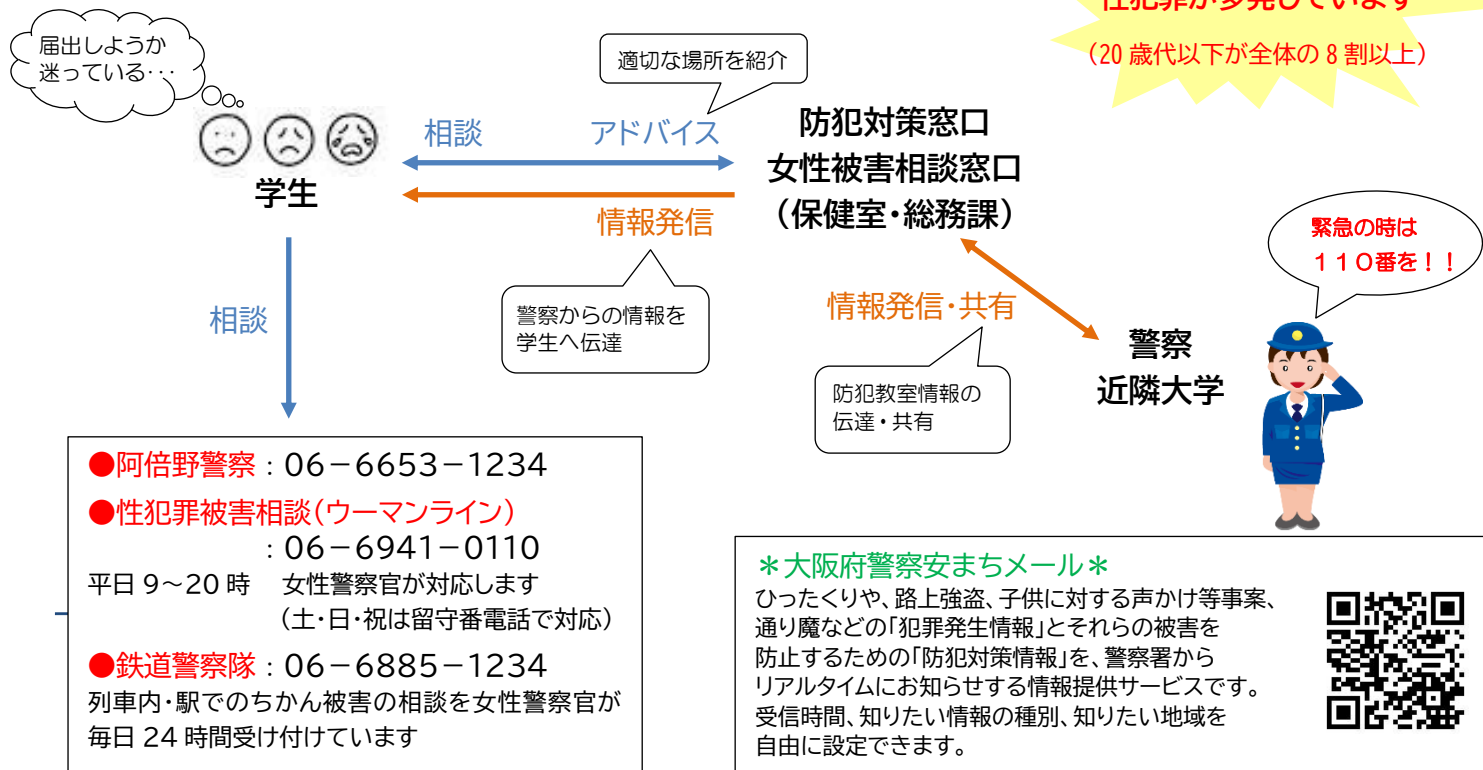 性犯罪が多発しています
（20歳代以下が全体の8割以上）
届出しようか
迷っている･･･
適切な場所を紹介
相談
アドバイス
防犯対策窓口
女性被害相談窓口
（保健室・総務課）
学生
情報発信
緊急の時は
１１０番を！！
警察からの情報を
学生へ伝達
相談
情報発信・共有
防犯教室情報の
伝達・共有
警察
近隣大学
●阿倍野警察：06－6653－1234
●性犯罪被害相談（ウーマンライン）
：06－6941－0110
平日9～20時　女性警察官が対応します
（土・日・祝は留守番電話で対応）
●鉄道警察隊：06－6885－1234
列車内・駅でのちかん被害の相談を女性警察官が
毎日24時間受け付けています
＊大阪府警察安まちメール＊
ひったくりや、路上強盗、子供に対する声かけ等事案、
通り魔などの「犯罪発生情報」とそれらの被害を
防止するための「防犯対策情報」を、警察署から
リアルタイムにお知らせする情報提供サービスです。
受信時間、知りたい情報の種別、知りたい地域を
自由に設定できます。